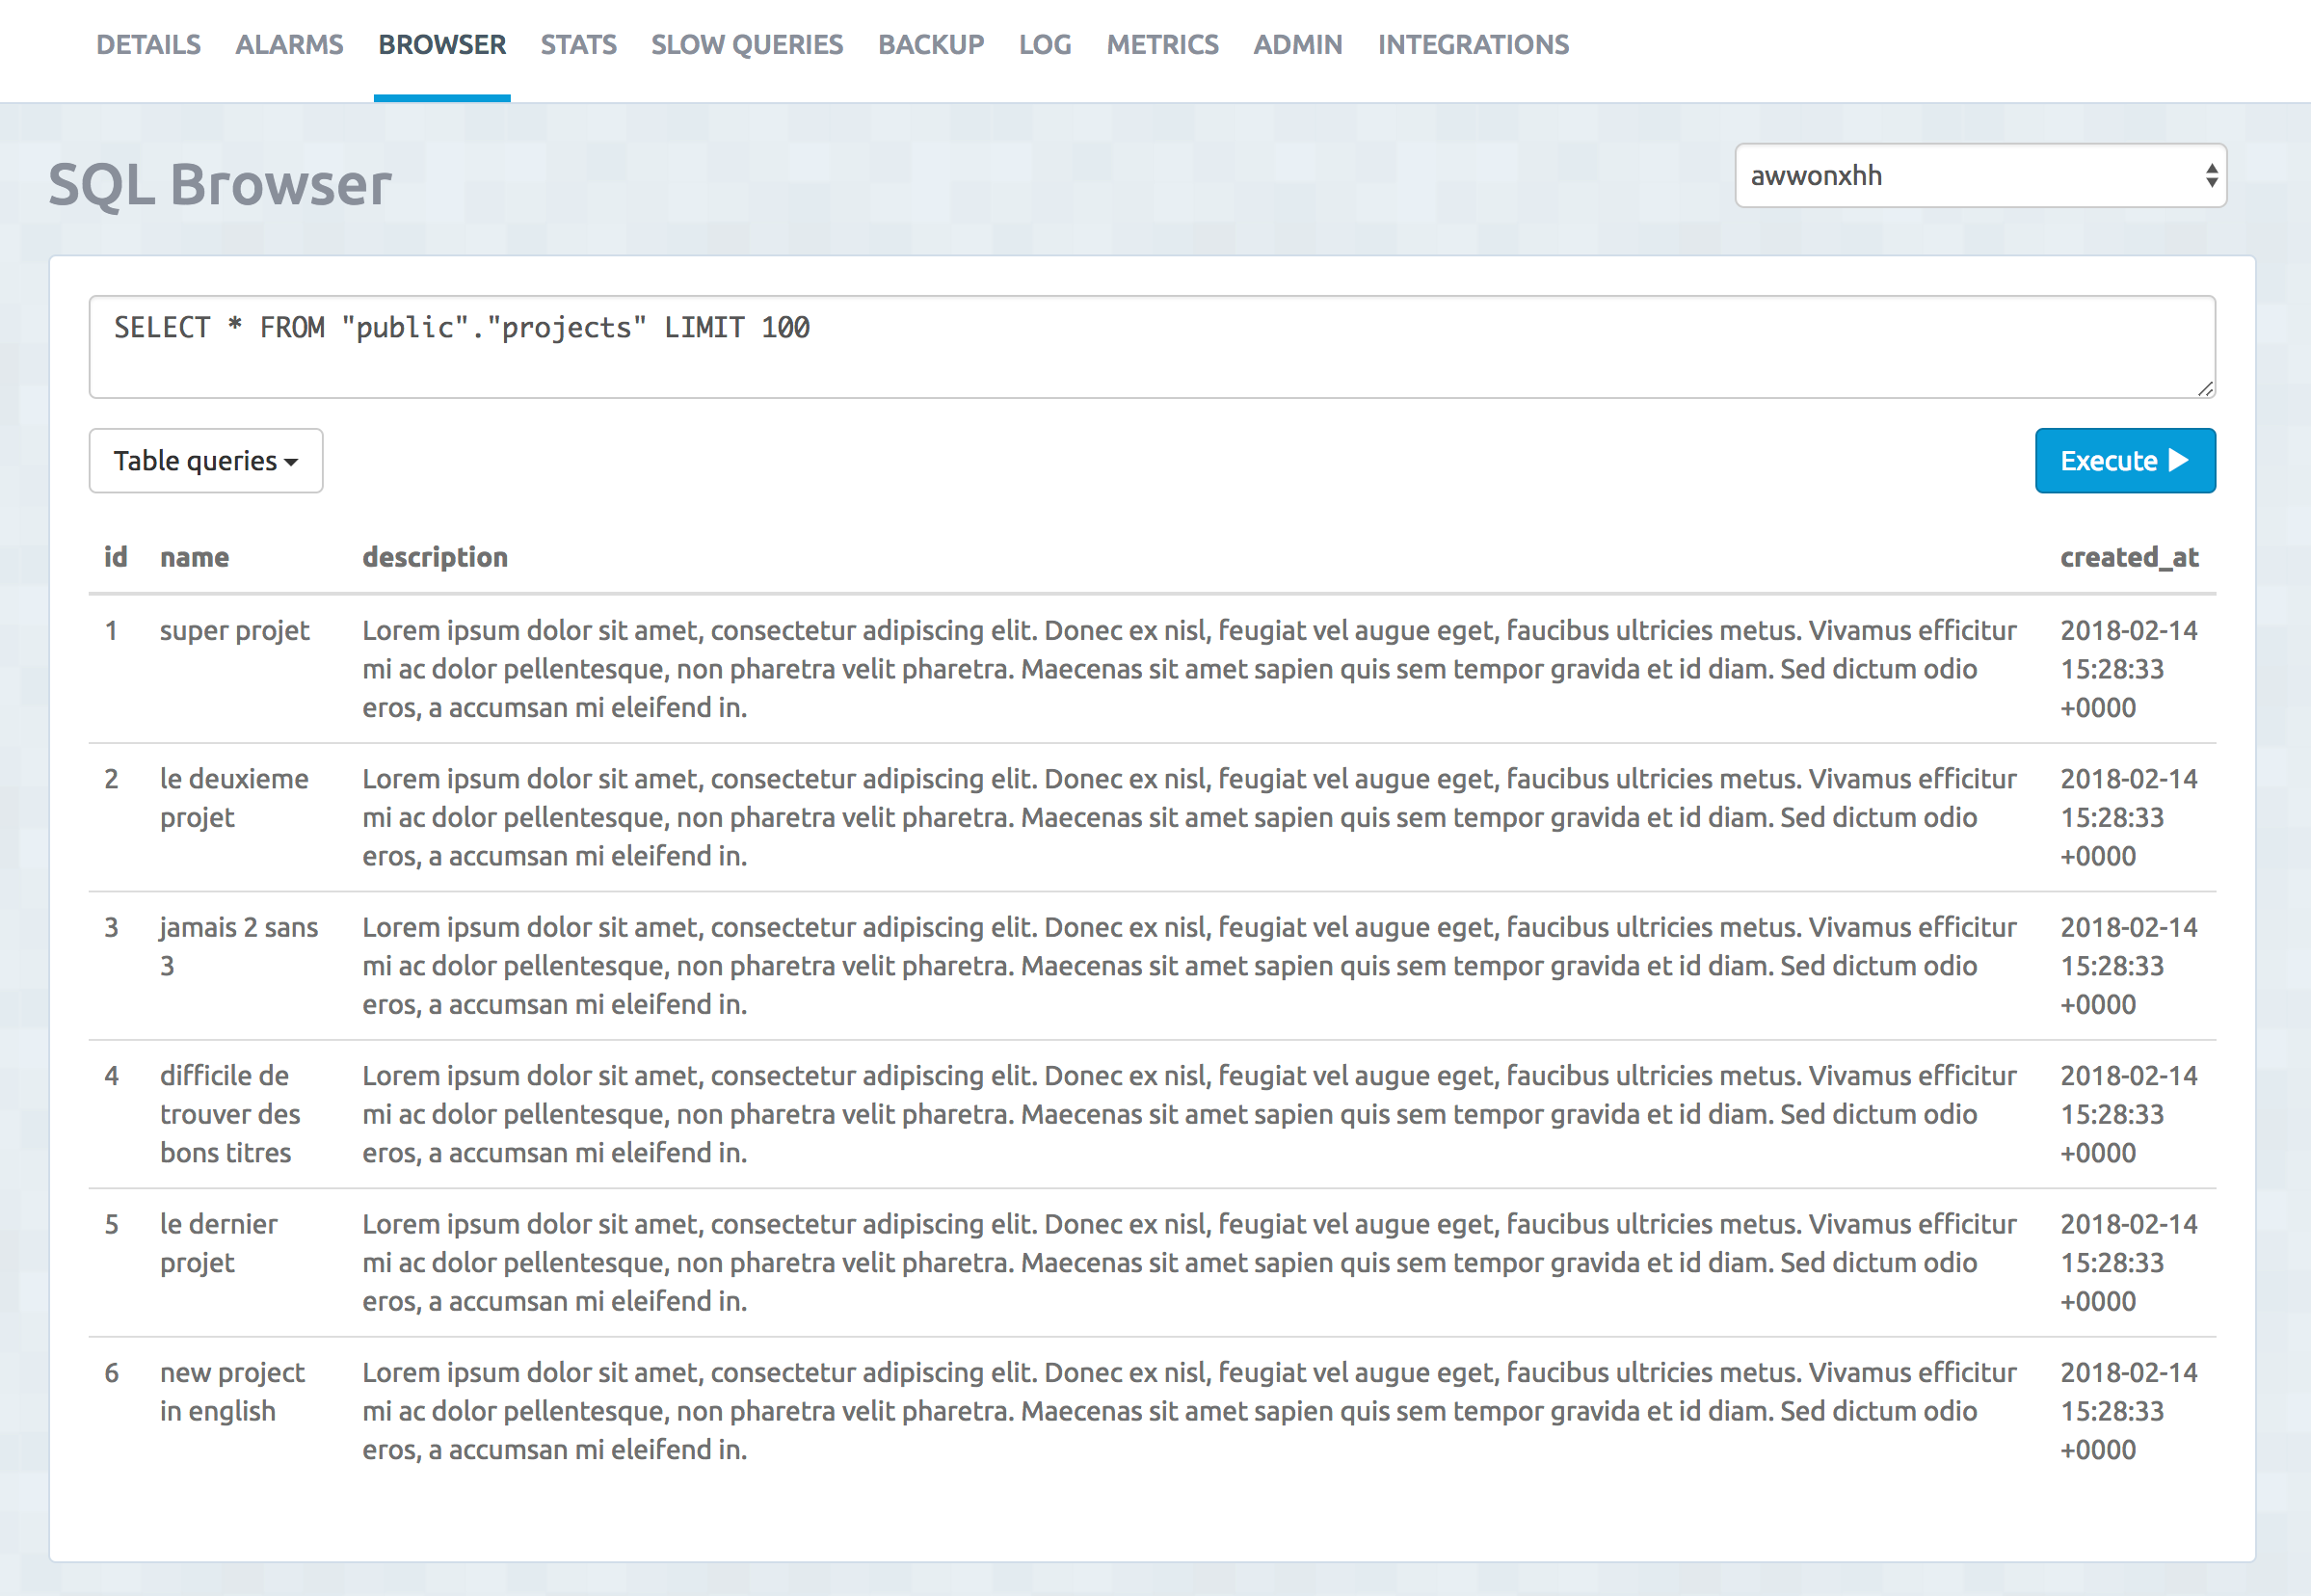 DETAILS ALARMS BROWSER STATS SLOW QUERIES BACKUP LOG METRICS ADMIN INTEGRATIONS
SQL Browser
awwonxhh
SELECT * FROM "public"."projects" LIMIT 100
Table queries
Execute
id name description created_at
1 super projet Lorem ipsum dolor sit amet, consectetur adipiscing elit. Donec ex nisl, feugiat vel augue eget, faucibus ultricies metus. Vivamus efficitur 2018-02-14
mi ac dolor pellentesque, non pharetra velit pharetra. Maecenas sit amet sapien quis sem tempor gravida et id diam. Sed dictum odio 15:28:33
eros, a accumsan mi eleifend in. +0000
2 le deuxieme Lorem ipsum dolor sit amet, consectetur adipiscing elit. Donec ex nisl, feugiat vel augue eget, faucibus ultricies metus. Vivamus efficitur 2018-02-14
projet mi ac dolor pellentesque, non pharetra velit pharetra. Maecenas sit amet sapien quis sem tempor gravida et id diam. Sed dictum odio 15:28:33
eros, a accumsan mi eleifend in. +0000
3 jamais 2 sans Lorem ipsum dolor sit amet, consectetur adipiscing elit. Donec ex nisl, feugiat vel augue eget, faucibus ultricies metus. Vivamus efficitur 2018-02-14
3 mi ac dolor pellentesque, non pharetra velit pharetra. Maecenas sit amet sapien quis sem tempor gravida et id diam. Sed dictum odio 15:28:33
eros, a accumsan mi eleifend in. +0000
4 difficile de Lorem ipsum dolor sit amet, consectetur adipiscing elit. Donec ex nisl, feugiat vel augue eget, faucibus ultricies metus. Vivamus efficitur 2018-02-14
trouver des mi ac dolor pellentesque, non pharetra velit pharetra. Maecenas sit amet sapien quis sem tempor gravida et id diam. Sed dictum odio 15:28:33
bons titres eros, a accumsan mi eleifend in. +0000
5 le dernier Lorem ipsum dolor sit amet, consectetur adipiscing elit. Donec ex nisl, feugiat vel augue eget, faucibus ultricies metus. Vivamus efficitur 2018-02-14
projet mi ac dolor pellentesque, non pharetra velit pharetra. Maecenas sit amet sapien quis sem tempor gravida et id diam. Sed dictum odio 15:28:33
eros, a accumsan mi eleifend in. +0000
6 new project Lorem ipsum dolor sit amet, consectetur adipiscing elit. Donec ex nisl, feugiat vel augue eget, faucibus ultricies metus. Vivamus efficitur 2018-02-14
in english mi ac dolor pellentesque, non pharetra velit pharetra. Maecenas sit amet sapien quis sem tempor gravida et id diam. Sed dictum odio 15:28:33
eros, a accumsan mi eleifend in. +0000